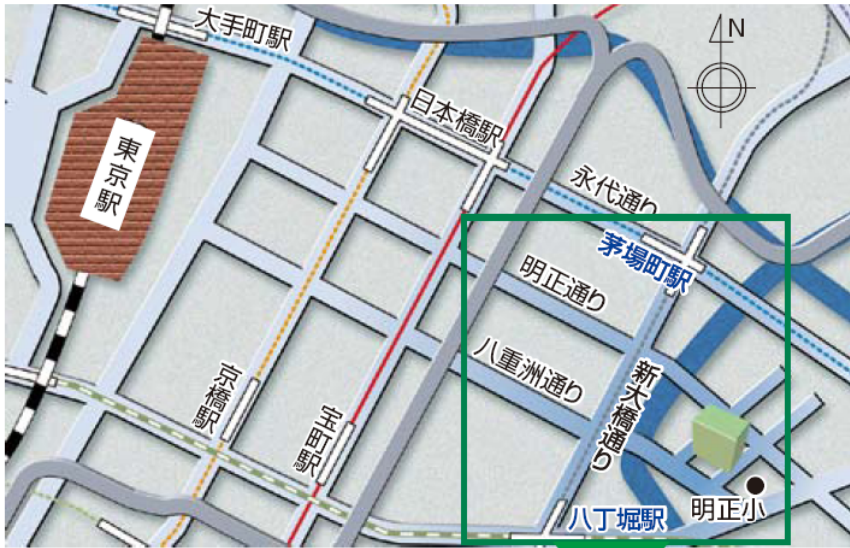 大手町駅
N
日本橋駅
東京駅
永代通り
茅場町駅
明正通り
八重洲通り
新大橋通り
京橋駅
宝町駅
八丁堀駅
明正小